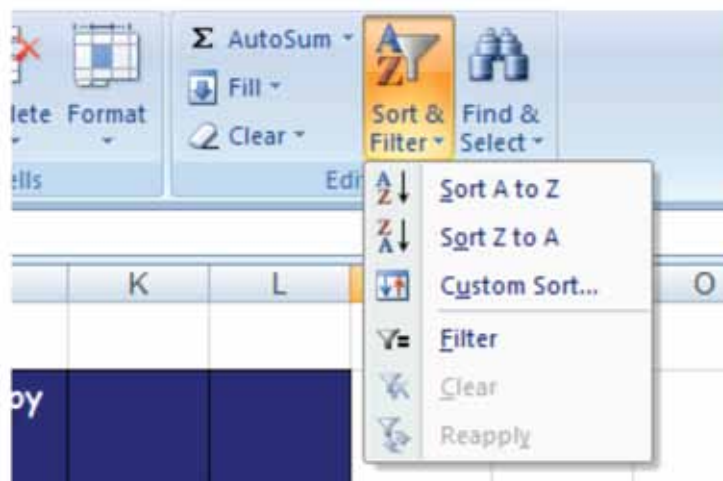 Σ AutoSum
Fill
Clear
lete Format
Sort & Filter
Find & Select
ells
Edi
Sort A to Z
Sort Z to A
Custom Sort...
Filter
Clear
Reapply
K L O
py